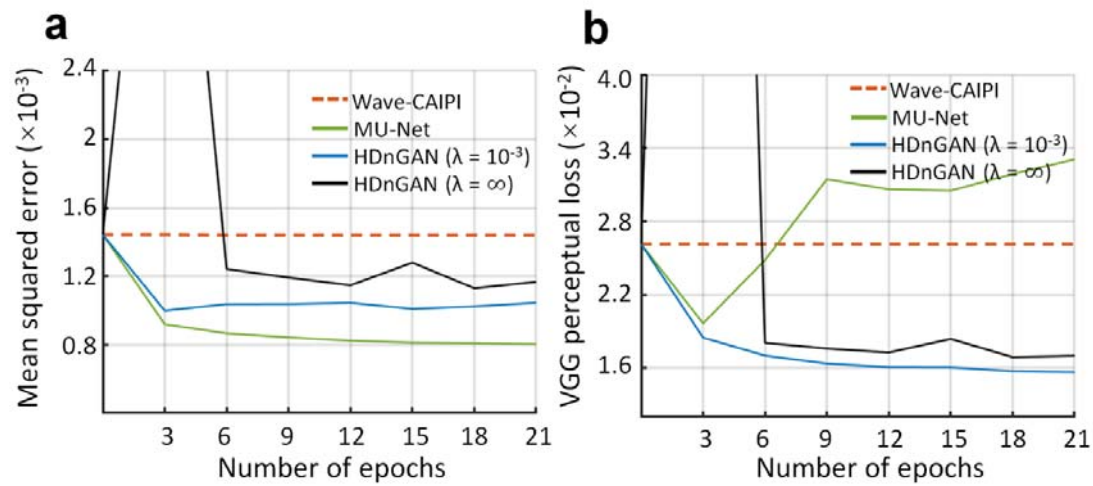 a
Mean squared error (×10⁻³)
2.4
2
1.6
1.2
0.8
Wave-CAIPI
MU-Net
HDnGAN (λ = 10⁻³)
HDnGAN (λ = ∞)
3 6 9 12 15 18 21
Number of epochs
b
VGG perceptual loss (×10⁻²)
4.0
3.4
2.8
2.2
1.6
Wave-CAIPI
MU-Net
HDnGAN (λ = 10⁻³)
HDnGAN (λ = ∞)
3 6 9 12 15 18 21
Number of epochs